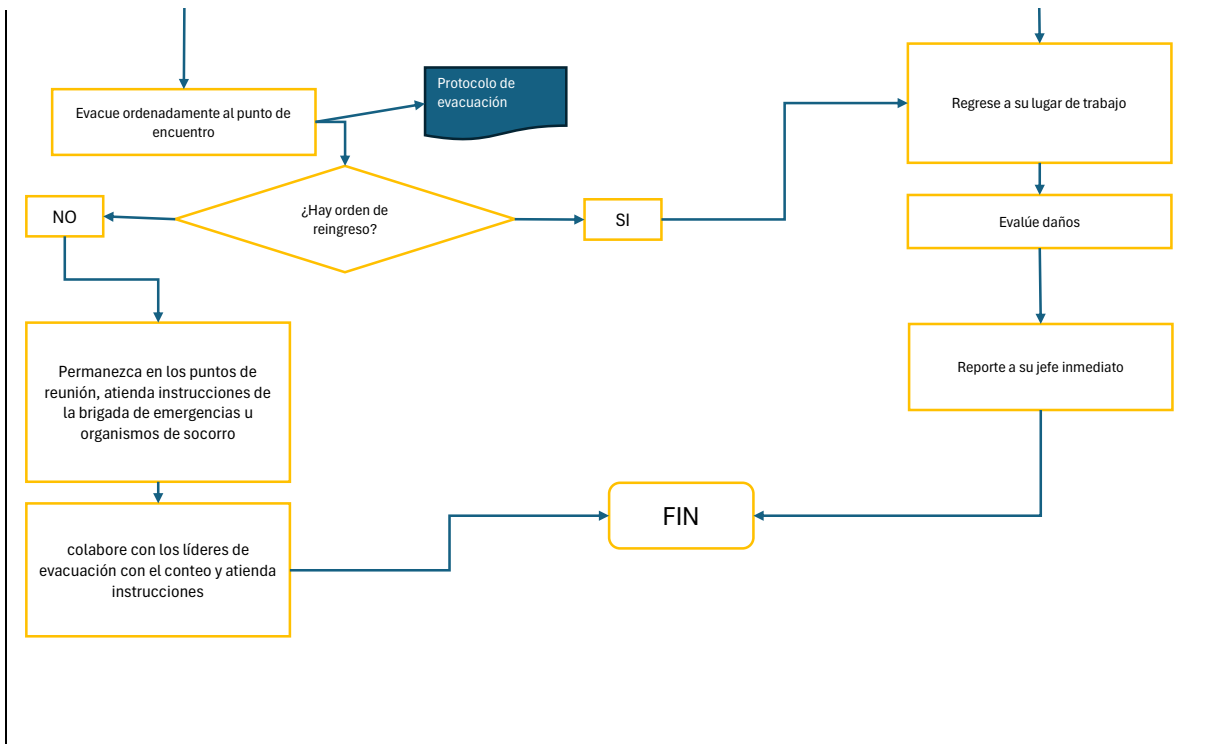 Protocolo de
evacuación
Evacue ordenadamente al punto de
encuentro
Regrese a su lugar de trabajo
NO
¿Hay orden de
reingreso?
SI
Evalúe daños
Permanezca en los puntos de
reunión, atienda instrucciones de
la brigada de emergencias u
organismos de socorro
Reporte a su jefe inmediato
colabore con los líderes de
evacuación con el conteo y atienda
instrucciones
FIN